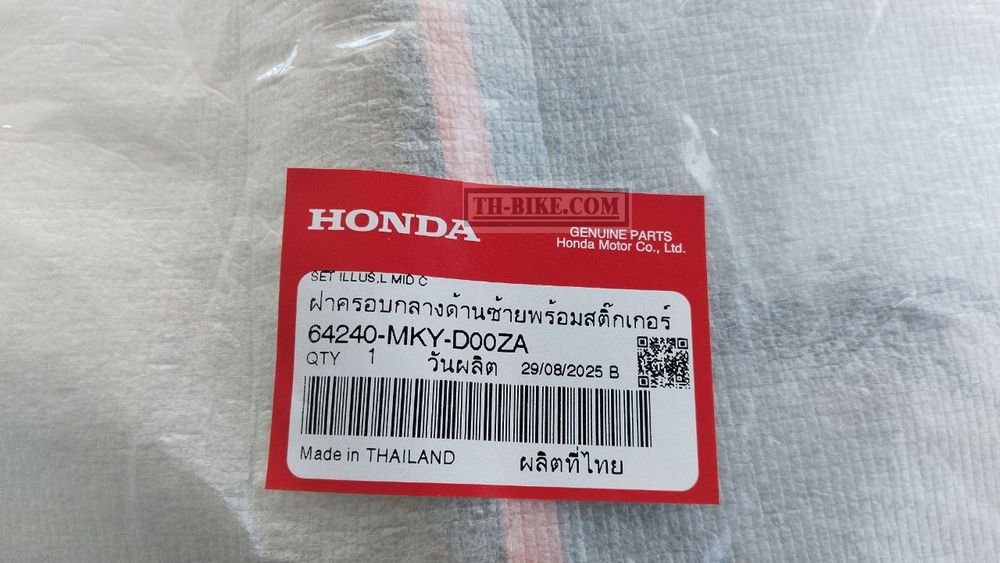 TH-BIKE.COM
HONDA
GENUINE PARTS
Honda Motor Co., Ltd.
SET ILLUS,L MID C
ฝาครอบกลางด้านซ้ายพร้อมสติ๊กเกอร์
64240-MKY-D00ZA
QTY 1 วันผลิต 29/08/2025 B
Made in THAILAND ผลิตที่ไทย